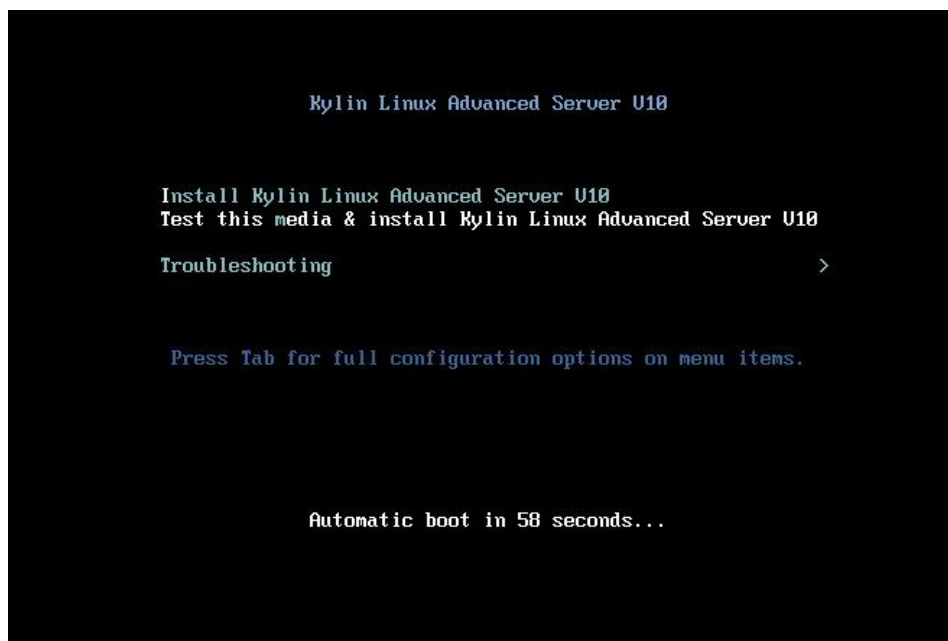 Kylin Linux Advanced Server V10
Install Kylin Linux Advanced Server V10
Test this media & install Kylin Linux Advanced Server V10
Troubleshooting >
Press Tab for full configuration options on menu items.
Automatic boot in 58 seconds...